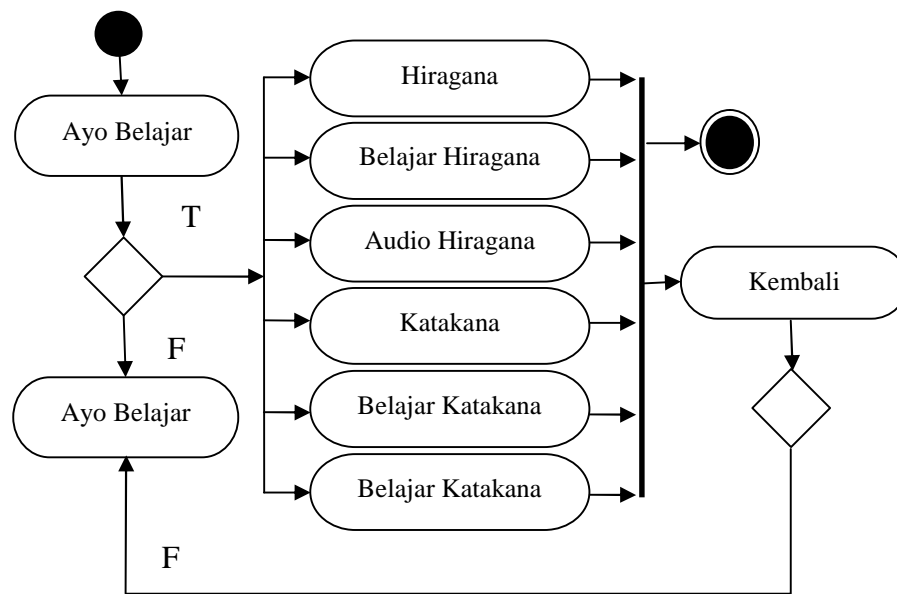 Ayo Belajar
T
F
Ayo Belajar
F
Hiragana
Belajar Hiragana
Audio Hiragana
Katakana
Belajar Katakana
Belajar Katakana
Kembali